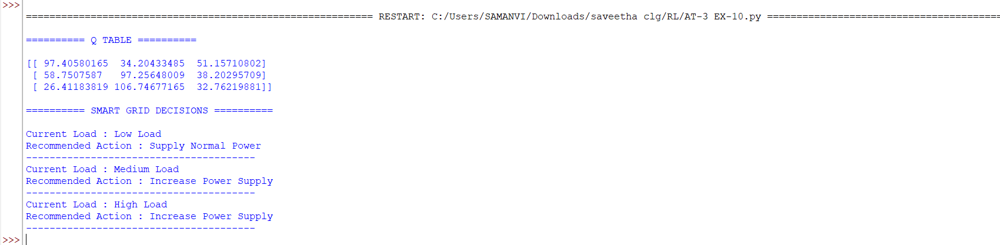 >>>
=========================================================== RESTART: C:/Users/SAMANVI/Downloads/saveetha clg/RL/AT-3 EX-10.py ========================================
========== Q TABLE ==========
[[ 97.40580165  34.20433485  51.15710802]
 [ 58.7507587   97.25648009  38.20295709]
 [ 26.41183819 106.74677165  32.76219881]]
========== SMART GRID DECISIONS ==========
Current Load : Low Load
Recommended Action : Supply Normal Power
---------------------------------------
Current Load : Medium Load
Recommended Action : Increase Power Supply
---------------------------------------
Current Load : High Load
Recommended Action : Increase Power Supply
---------------------------------------
>>>